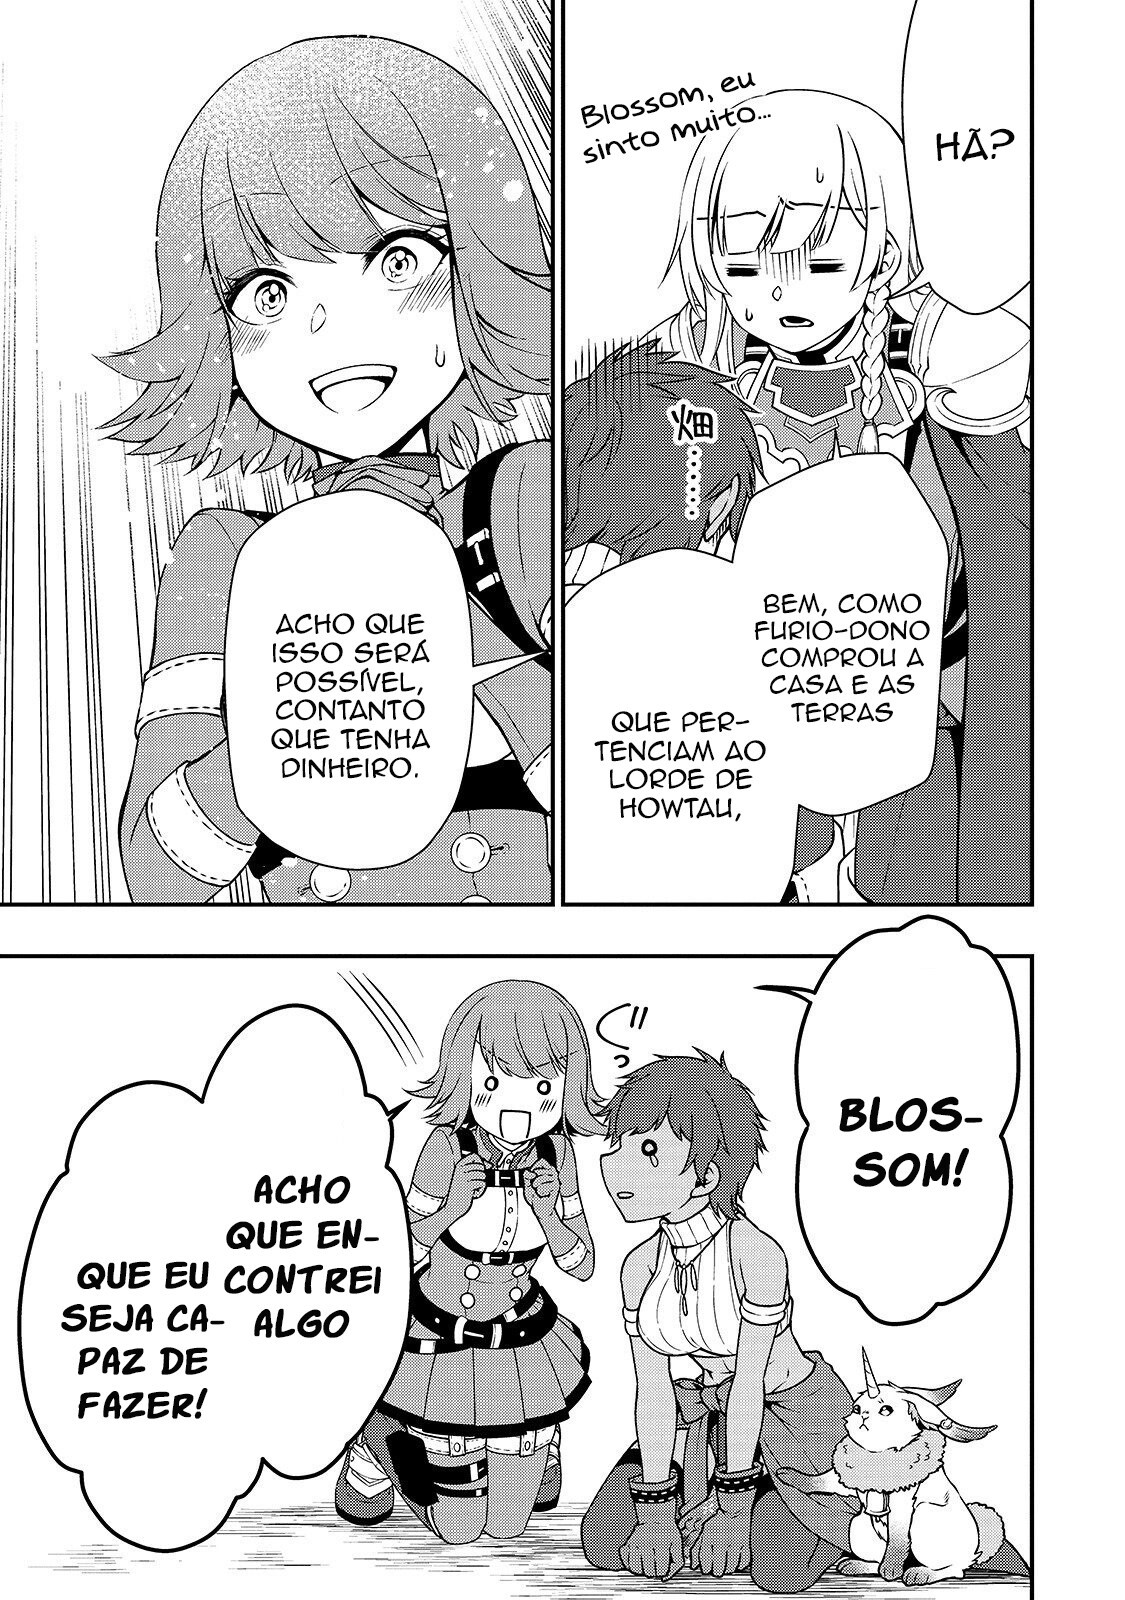 HÃ?
Blossom, eu
sinto muito...
畑
………
BEM, COMO
FURIO-DONO
COMPROU A
CASA E AS
TERRAS
QUE PER-
TENCIAM AO
LORDE DE
HOWTAU,
ACHO QUE
ISSO SERÁ
POSSÍVEL,
CONTANTO
QUE TENHA
DINHEIRO.
BLOS-
SOM!
ACHO
QUE EN-
CONTREI
ALGO
QUE EU
SEJA CA-
PAZ DE
FAZER!